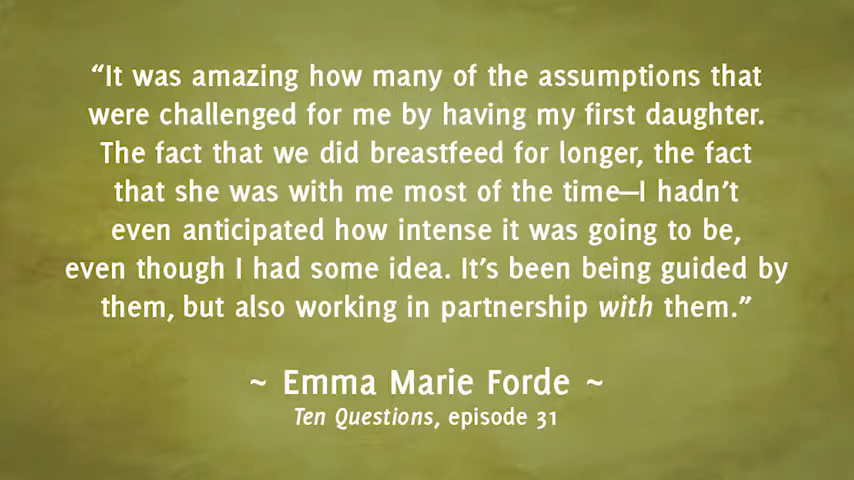 “It was amazing how many of the assumptions that
were challenged for me by having my first daughter.
The fact that we did breastfeed for longer, the fact
that she was with me most of the time—I hadn’t
even anticipated how intense it was going to be,
even though I had some idea. It’s been being guided by
them, but also working in partnership with them.”
~ Emma Marie Forde ~
Ten Questions, episode 31